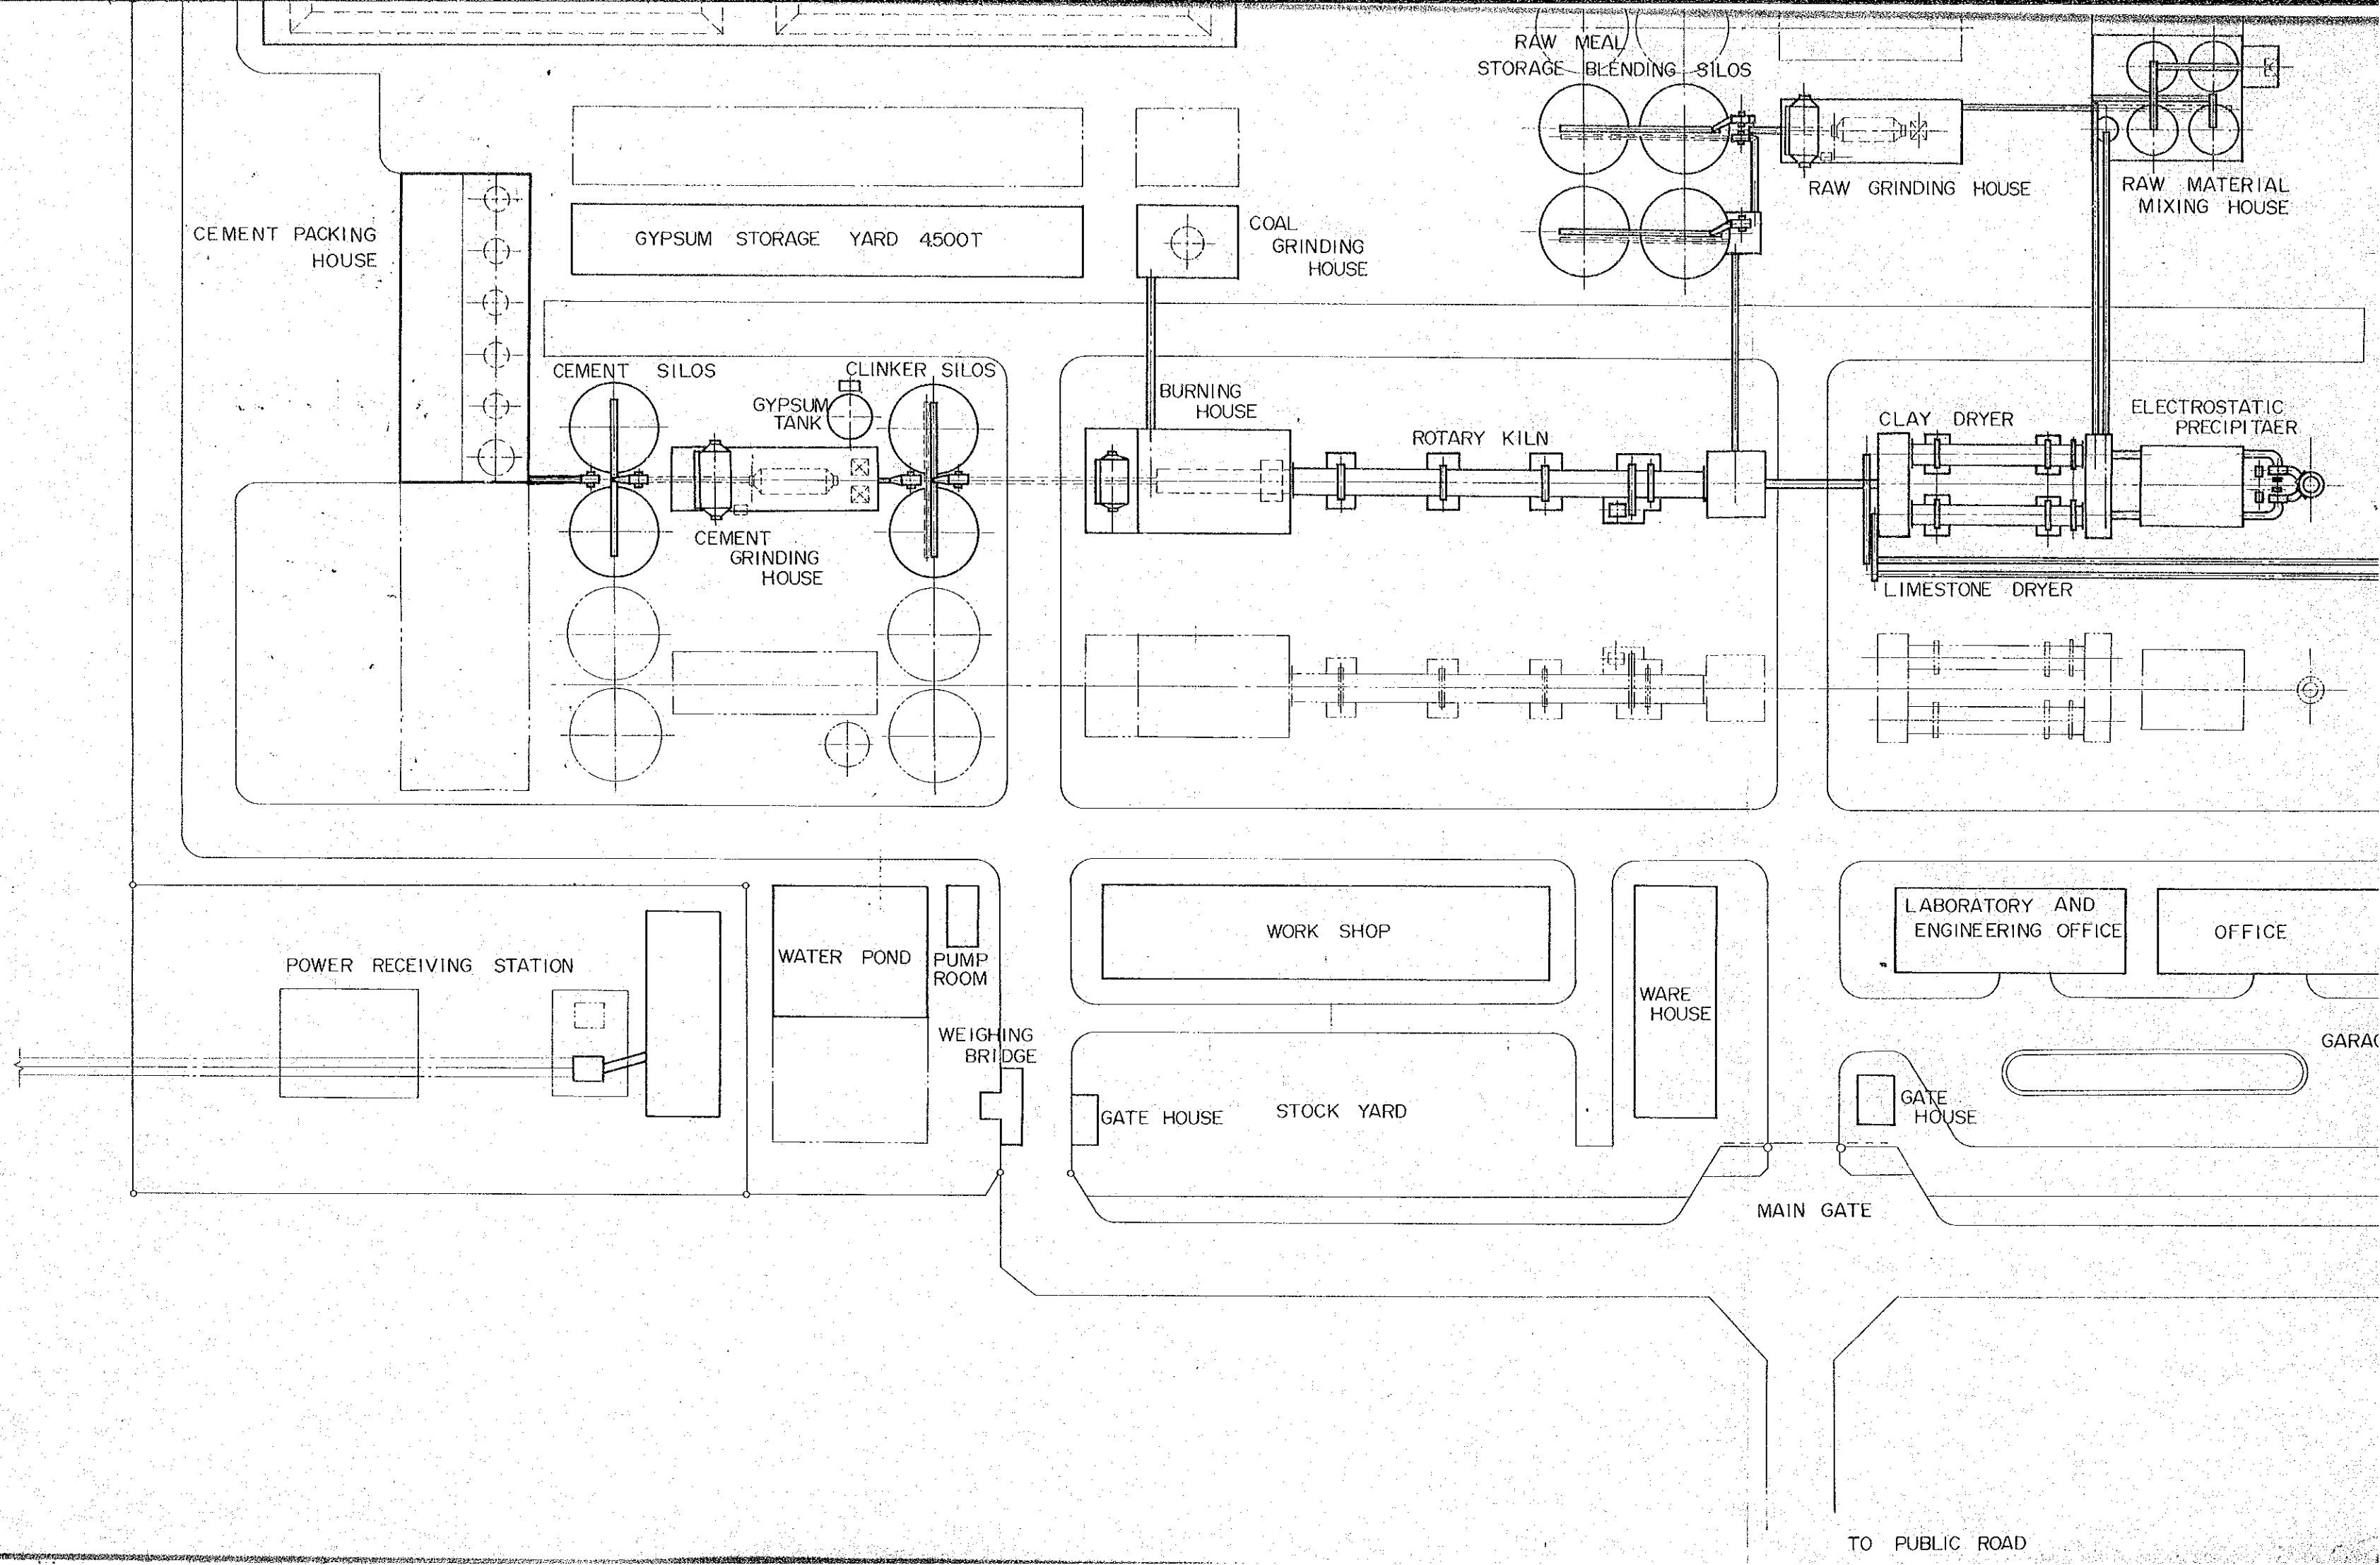 RAW MEAL
STORAGE BLENDING SILOS
RAW GRINDING HOUSE
RAW MATERIAL
MIXING HOUSE
CEMENT PACKING
HOUSE
GYPSUM STORAGE YARD 4,500T
COAL
GRINDING
HOUSE
CEMENT SILOS
GYPSUM
TANK
CLINKER SILOS
BURNING
HOUSE
ROTARY KILN
CLAY DRYER
ELECTROSTATIC
PRECIPITAER
CEMENT
GRINDING
HOUSE
LIMESTONE DRYER
POWER RECEIVING STATION
WATER POND
PUMP
ROOM
WORK SHOP
WARE
HOUSE
LABORATORY AND
ENGINEERING OFFICE
OFFICE
WEIGHING
BRIDGE
GATE HOUSE
STOCK YARD
GATE
HOUSE
GARAC
MAIN GATE
TO PUBLIC ROAD